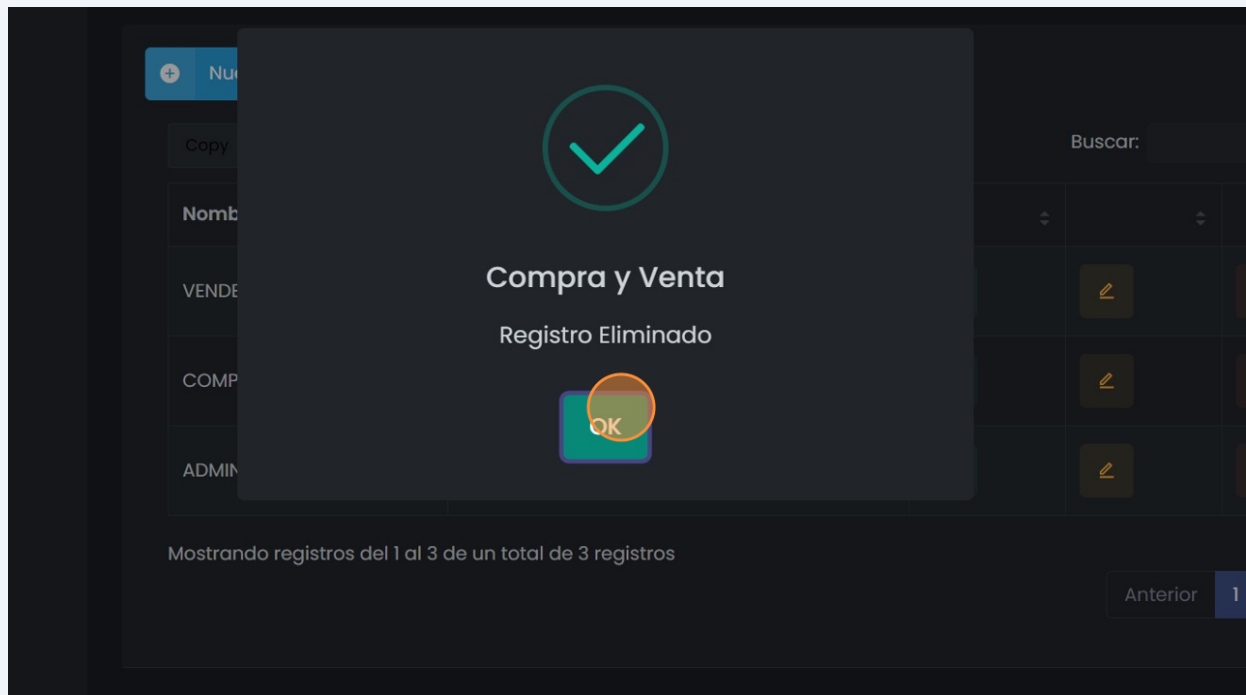 Nu
Copy
Buscar:
Nomb
VENDE
COMP
ADMIN
Compra y Venta
Registro Eliminado
OK
Mostrando registros del 1 al 3 de un total de 3 registros
Anterior 1